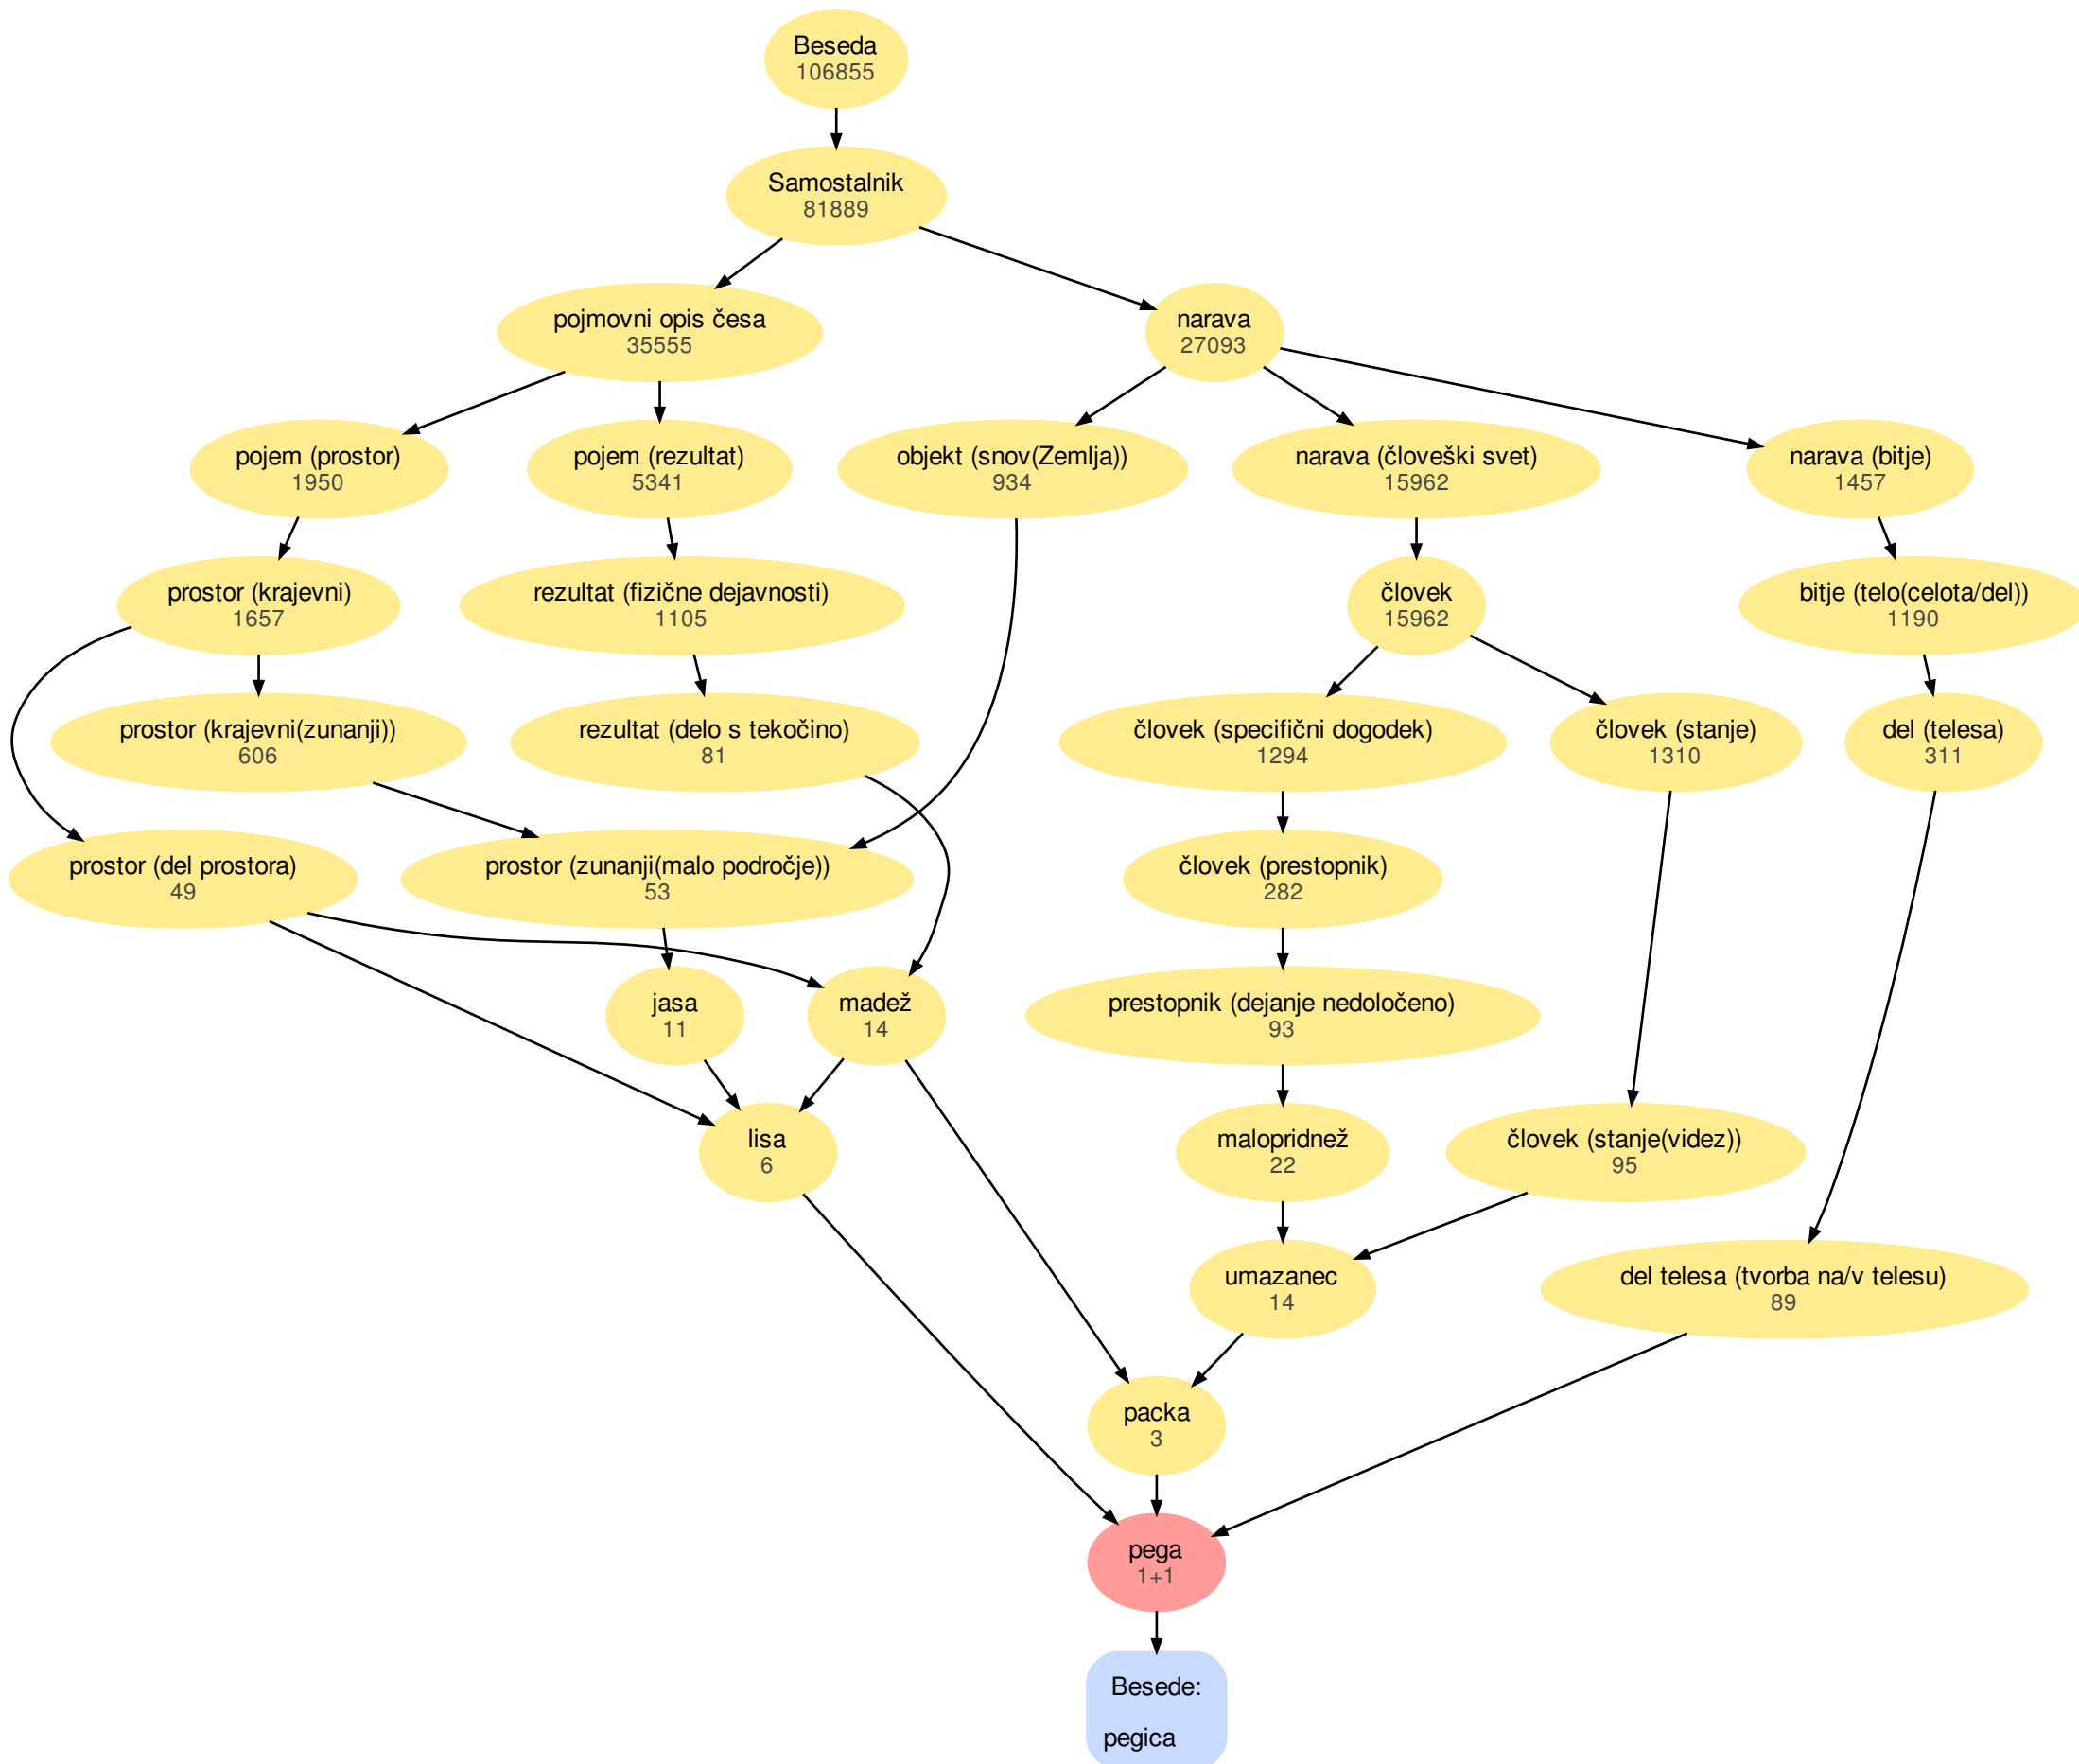 Beseda
106855
Samostalnik
81889
pojmovni opis česa
35555
narava
27093
pojem (prostor)
1950
pojem (rezultat)
5341
objekt (snov(Zemlja))
934
narava (človeški svet)
15962
narava (bitje)
1457
prostor (krajevni)
1657
rezultat (fizične dejavnosti)
1105
človek
15962
bitje (telo(celota/del))
1190
prostor (krajevni(zunanji))
606
rezultat (delo s tekočino)
81
človek (specifični dogodek)
1294
človek (stanje)
1310
del (telesa)
311
prostor (del prostora)
49
prostor (zunanji(malo področje))
53
človek (prestopnik)
282
jasa
11
madež
14
prestopnik (dejanje nedoločeno)
93
lisa
6
malopridnež
22
človek (stanje(videz))
95
umazanec
14
del telesa (tvorba na/v telesu)
89
packa
3
pega
1+1
Besede:
pegica